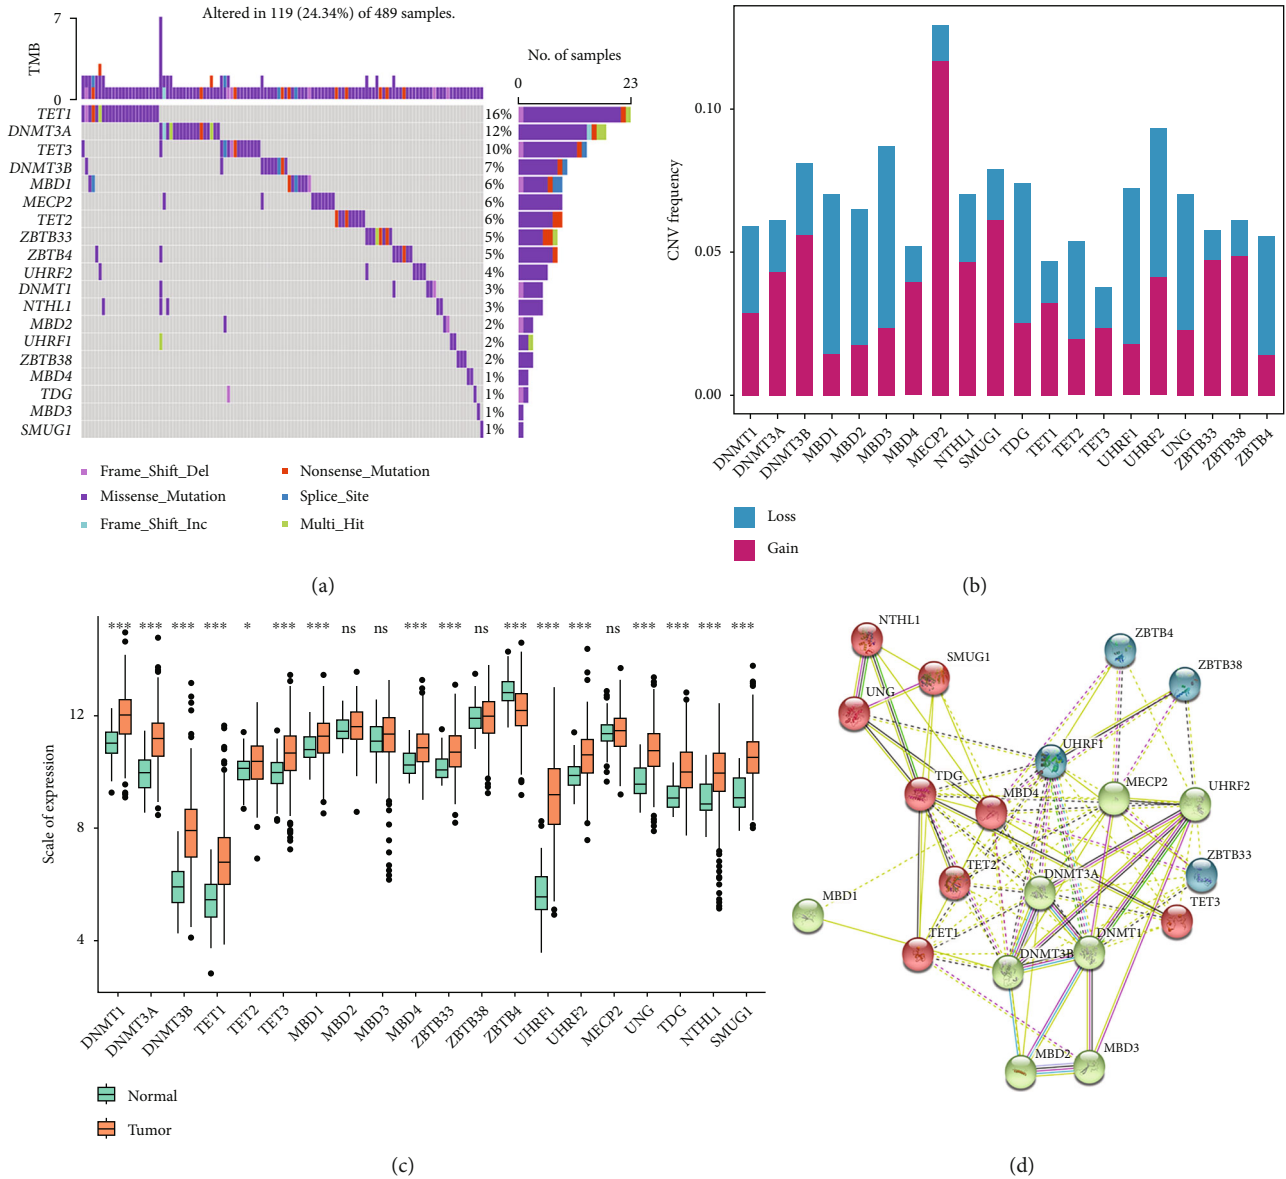 Altered in 119 (24.34%) of 489 samples.
7
TMB
0
No. of samples
0 23
TET1 16%
DNMT3A 12%
TET3 10%
DNMT3B 7%
MBD1 6%
MECP2 6%
TET2 6%
ZBTB33 5%
ZBTB4 5%
UHRF2 4%
DNMT1 3%
NTHL1 3%
MBD2 2%
UHRF1 2%
ZBTB38 2%
MBD4 1%
TDG 1%
MBD3 1%
SMUG1 1%
Frame_Shift_Del
Missense_Mutation
Frame_Shift_Inc
Nonsense_Mutation
Splice_Site
Multi_Hit
(a)
CNV frequency
0.10
0.05
0.00
DNMT1
DNMT3A
DNMT3B
MBD1
MBD2
MBD3
MBD4
MECP2
NTHL1
SMUG1
TDG
TET1
TET2
TET3
UHRF1
UHRF2
UNG
ZBTB33
ZBTB38
ZBTB4
Loss
Gain
(b)
*** *** *** *** * *** *** ns ns *** *** ns *** *** *** ns *** *** *** ***
Scale of expression
12
8
4
DNMT1
DNMT3A
DNMT3B
TET1
TET2
TET3
MBD1
MBD2
MBD3
MBD4
ZBTB33
ZBTB38
ZBTB4
UHRF1
UHRF2
MECP2
UNG
TDG
NTHL1
SMUG1
Normal
Tumor
(c)
NTHL1
ZBTB4
SMUG1
ZBTB38
UNG
UHRF1
TDG
MBD4
MECP2
UHRF2
TET2
ZBTB33
DNMT3A
MBD1
TET3
TET1
DNMT1
DNMT3B
MBD2
MBD3
(d)